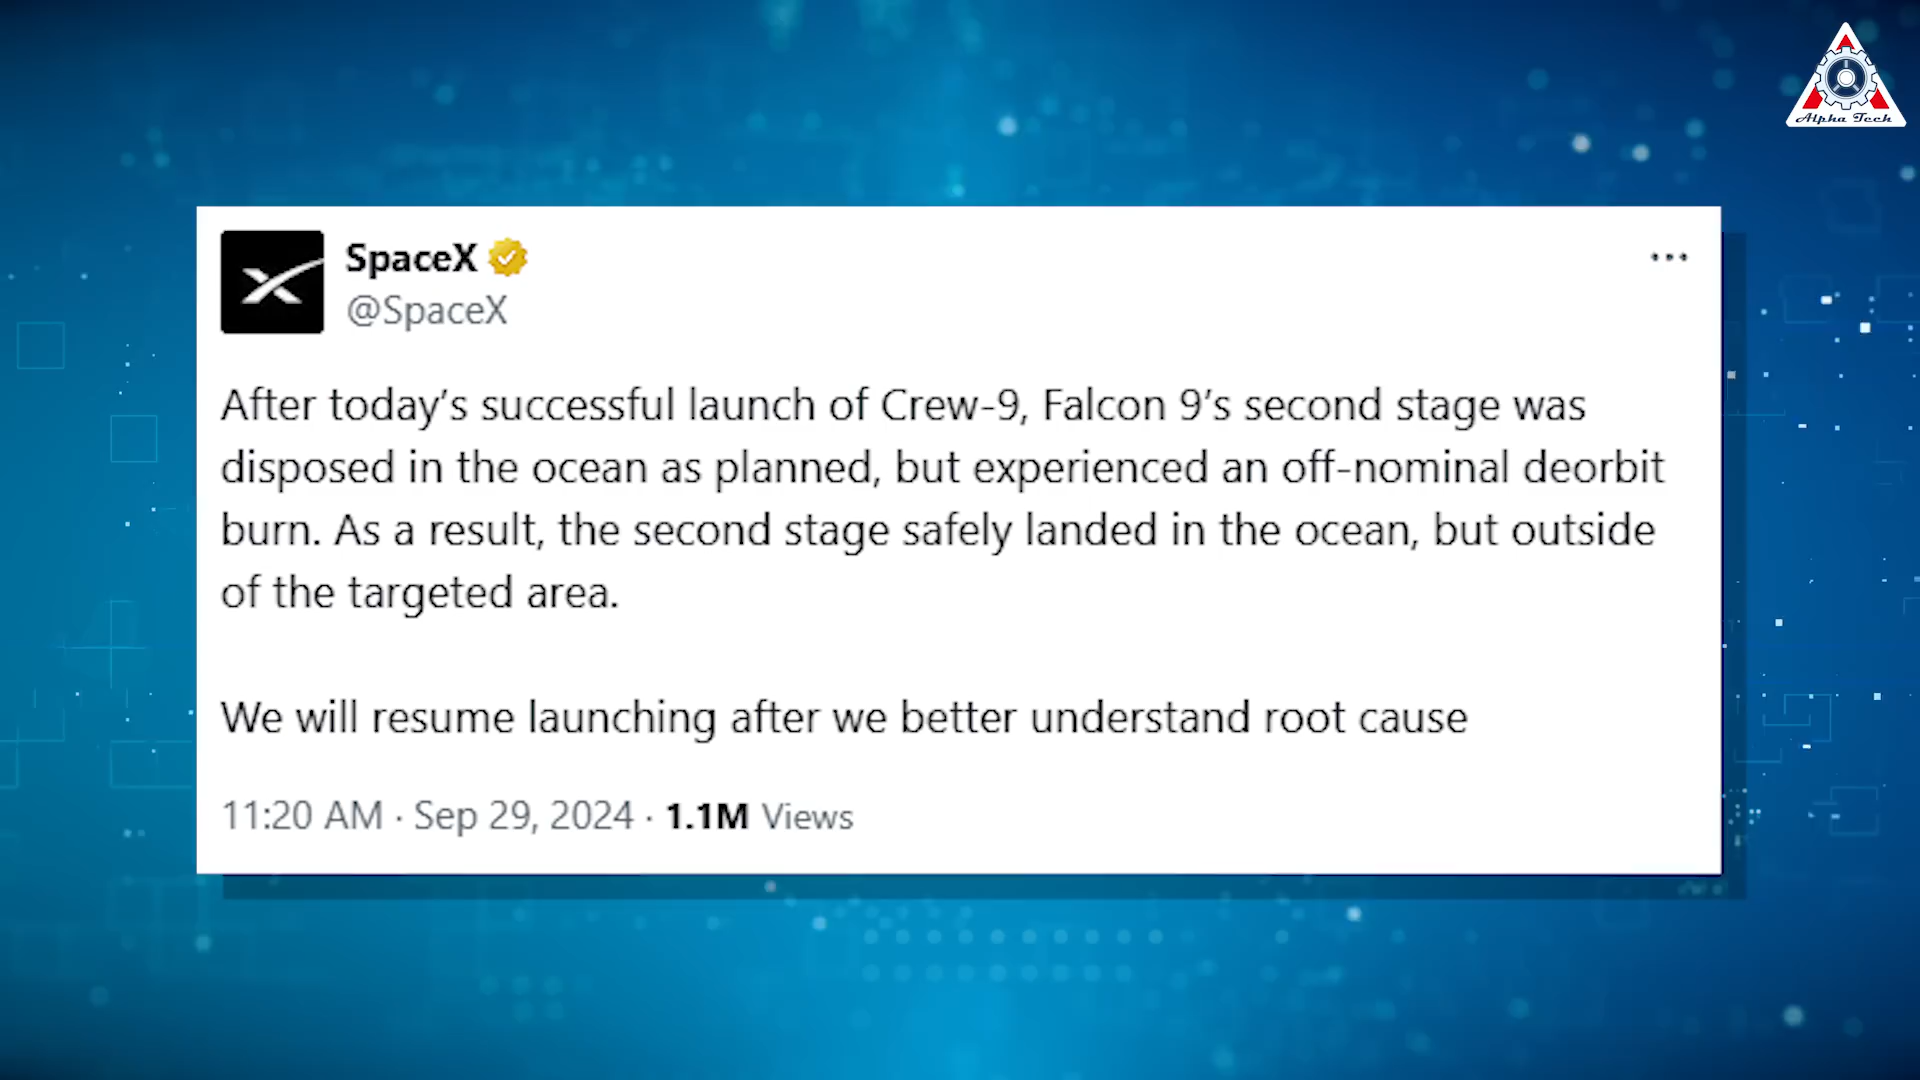 Alpha Tech
SpaceX
@SpaceX
After today’s successful launch of Crew-9, Falcon 9’s second stage was
disposed in the ocean as planned, but experienced an off-nominal deorbit
burn. As a result, the second stage safely landed in the ocean, but outside
of the targeted area.
We will resume launching after we better understand root cause
11:20 AM · Sep 29, 2024 · 1.1M Views